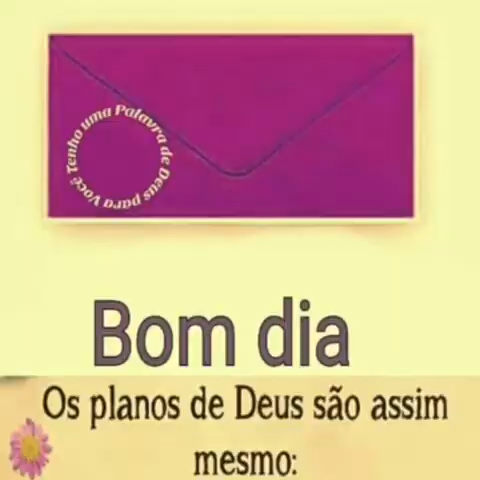 Tenho uma Palavra de Deus para Você
Bom dia
Os planos de Deus são assim
mesmo: